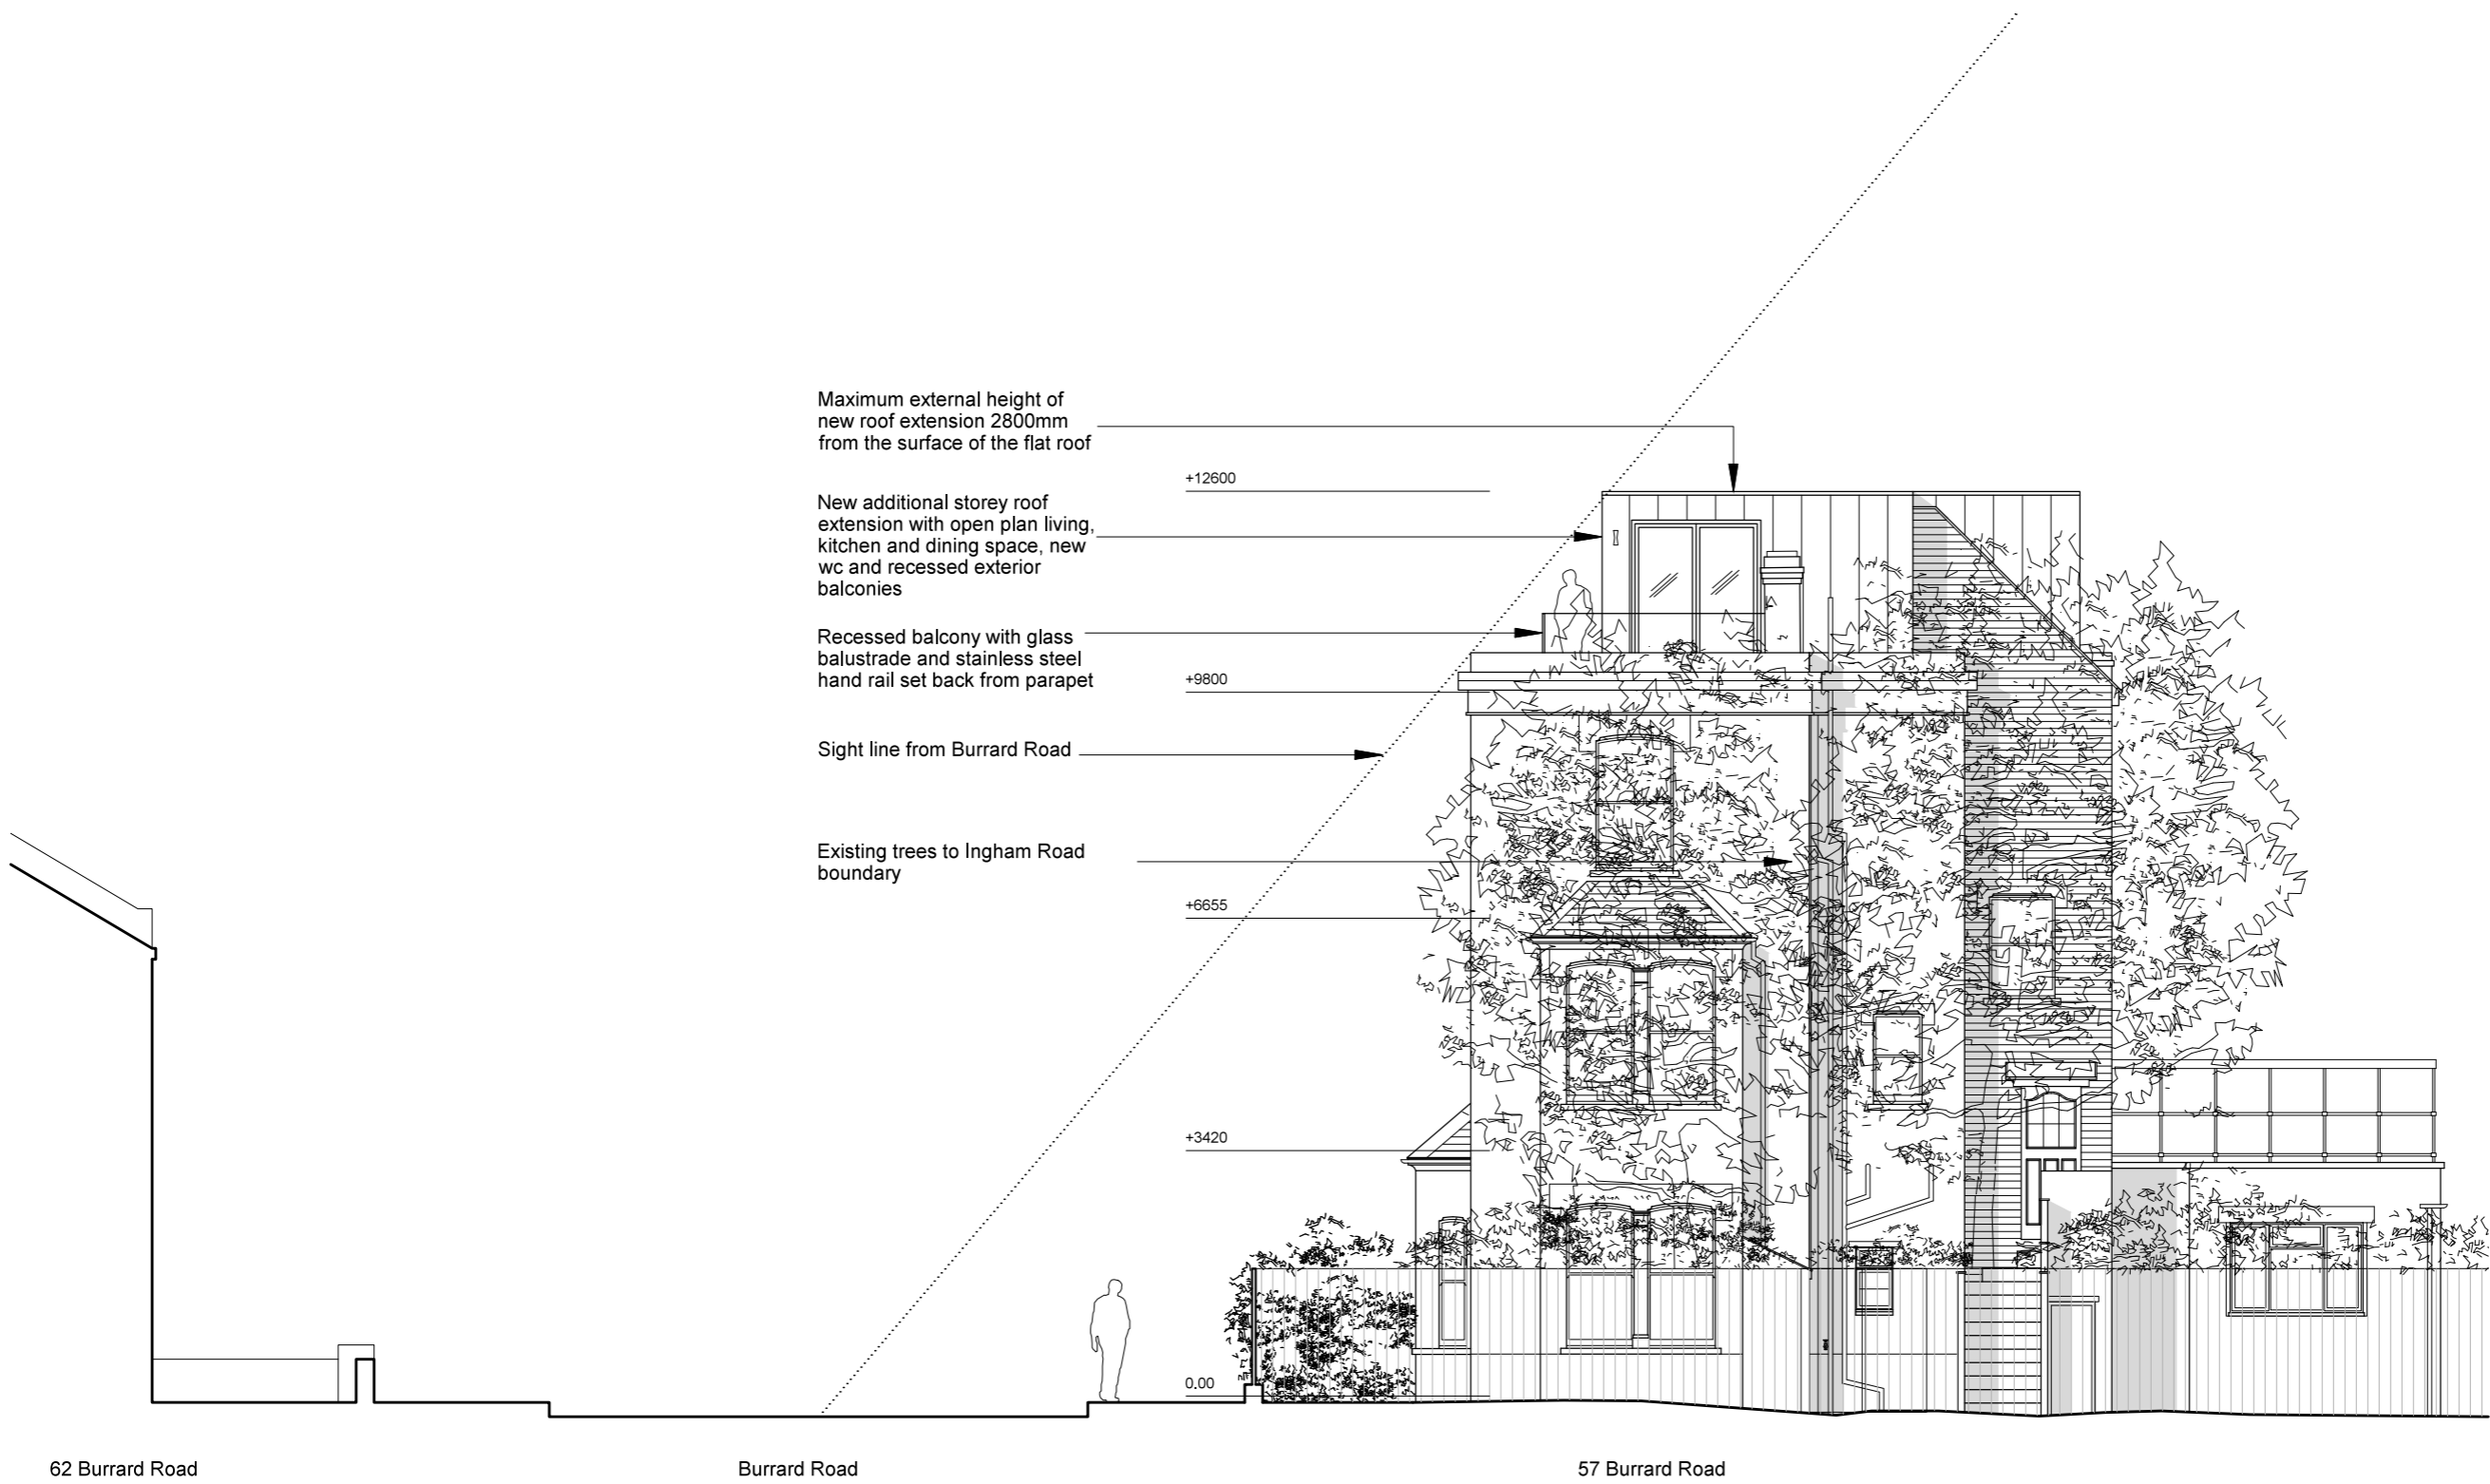 Maximum external height of
new roof extension 2800mm
from the surface of the flat roof
+12600
New additional storey roof
extension with open plan living,
kitchen and dining space, new
wc and recessed exterior
balconies
Recessed balcony with glass
balustrade and stainless steel
hand rail set back from parapet
+9800
Sight line from Burrard Road
Existing trees to Ingham Road
boundary
+6655
+3420
0.00
62 Burrard Road
Burrard Road
57 Burrard Road